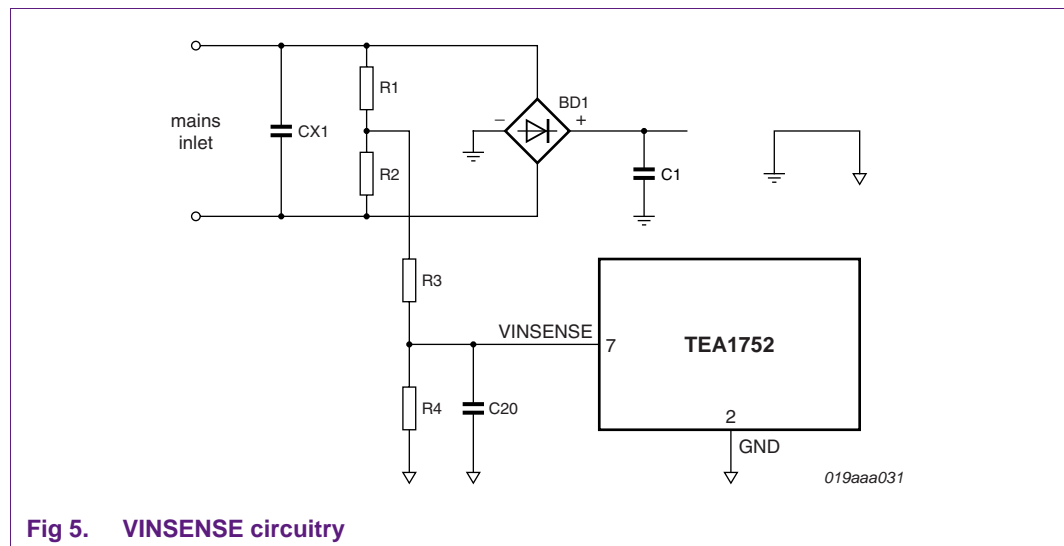 mains
inlet
CX1
R1
R2
BD1
−
+
C1
R3
VINSENSE
7
TEA1752
R4
C20
2
GND
019aaa031
Fig 5. VINSENSE circuitry